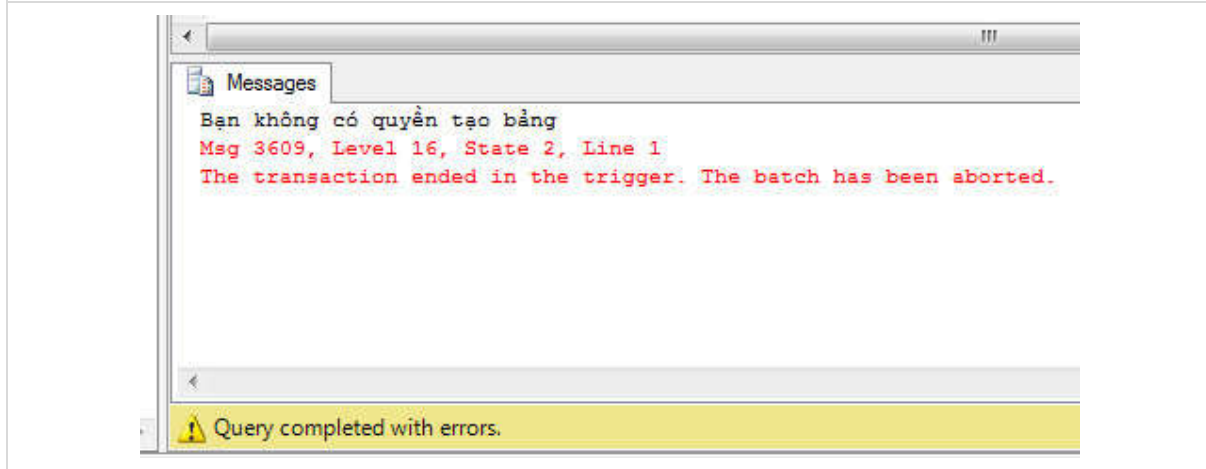 Messages
Bạn không có quyền tạo bảng
Msg 3609, Level 16, State 2, Line 1
The transaction ended in the trigger. The batch has been aborted.
Query completed with errors.